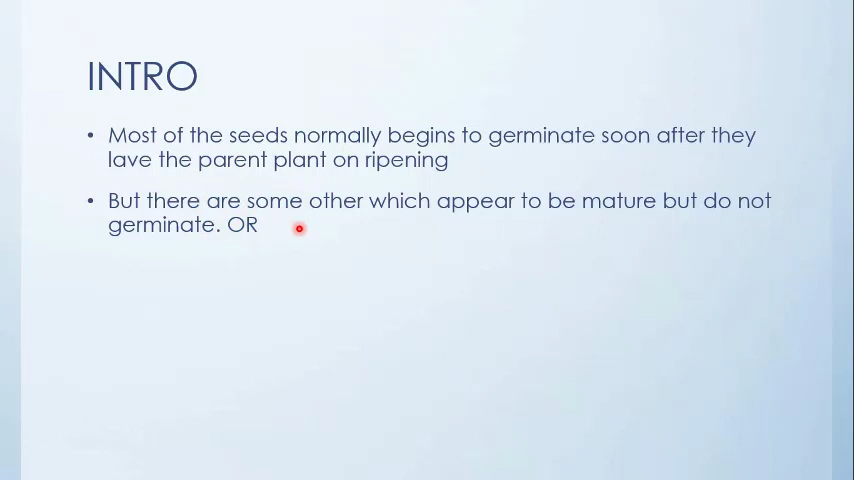 INTRO
• Most of the seeds normally begins to germinate soon after they
lave the parent plant on ripening
• But there are some other which appear to be mature but do not
germinate. OR